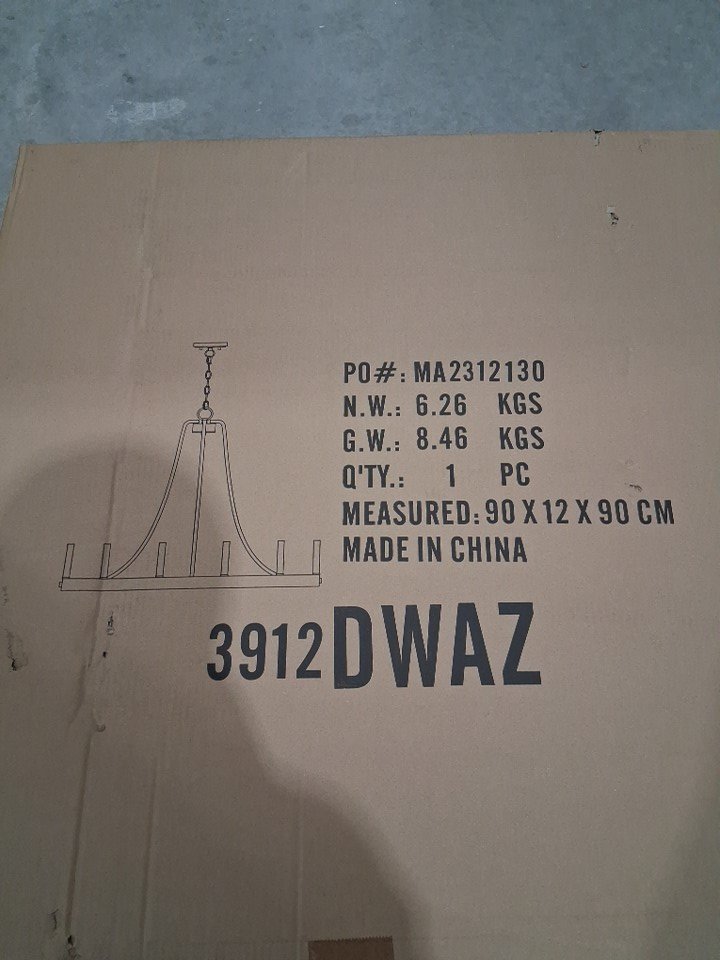 PO#: MA2312130
N.W.: 6.26 KGS
G.W.: 8.46 KGS
Q'TY.: 1 PC
MEASURED: 90 X 12 X 90 CM
MADE IN CHINA
3912DWAZ